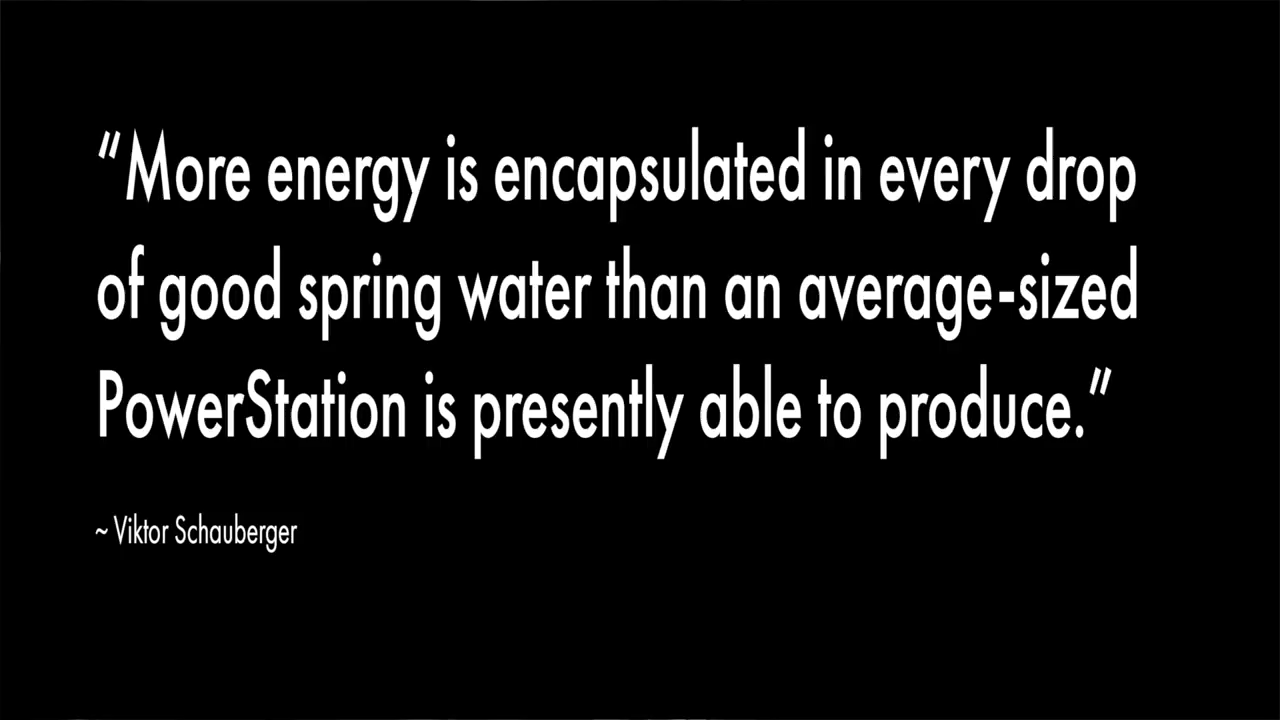 “More energy is encapsulated in every drop
of good spring water than an average-sized
PowerStation is presently able to produce.”
~ Viktor Schauberger